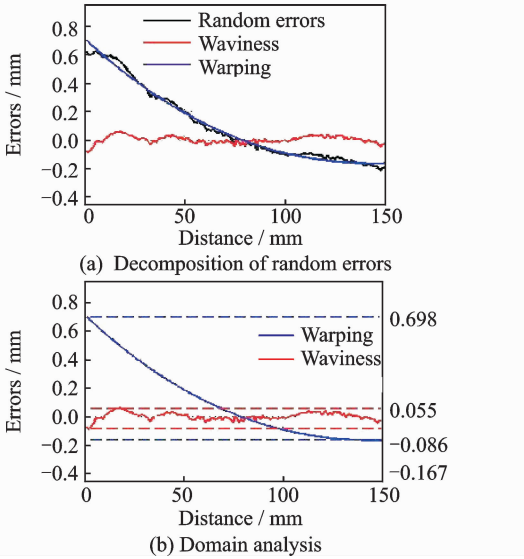 Errors / mm
0.8
0.6
0.4
0.2
0.0
−0.2
−0.4
Random errors
Waviness
Warping
0
50
100
150
Distance / mm
(a) Decomposition of random errors
Errors / mm
0.8
0.6
0.4
0.2
0.0
−0.2
−0.4
Warping
Waviness
0.698
0.055
−0.086
−0.167
0
50
100
150
Distance / mm
(b) Domain analysis